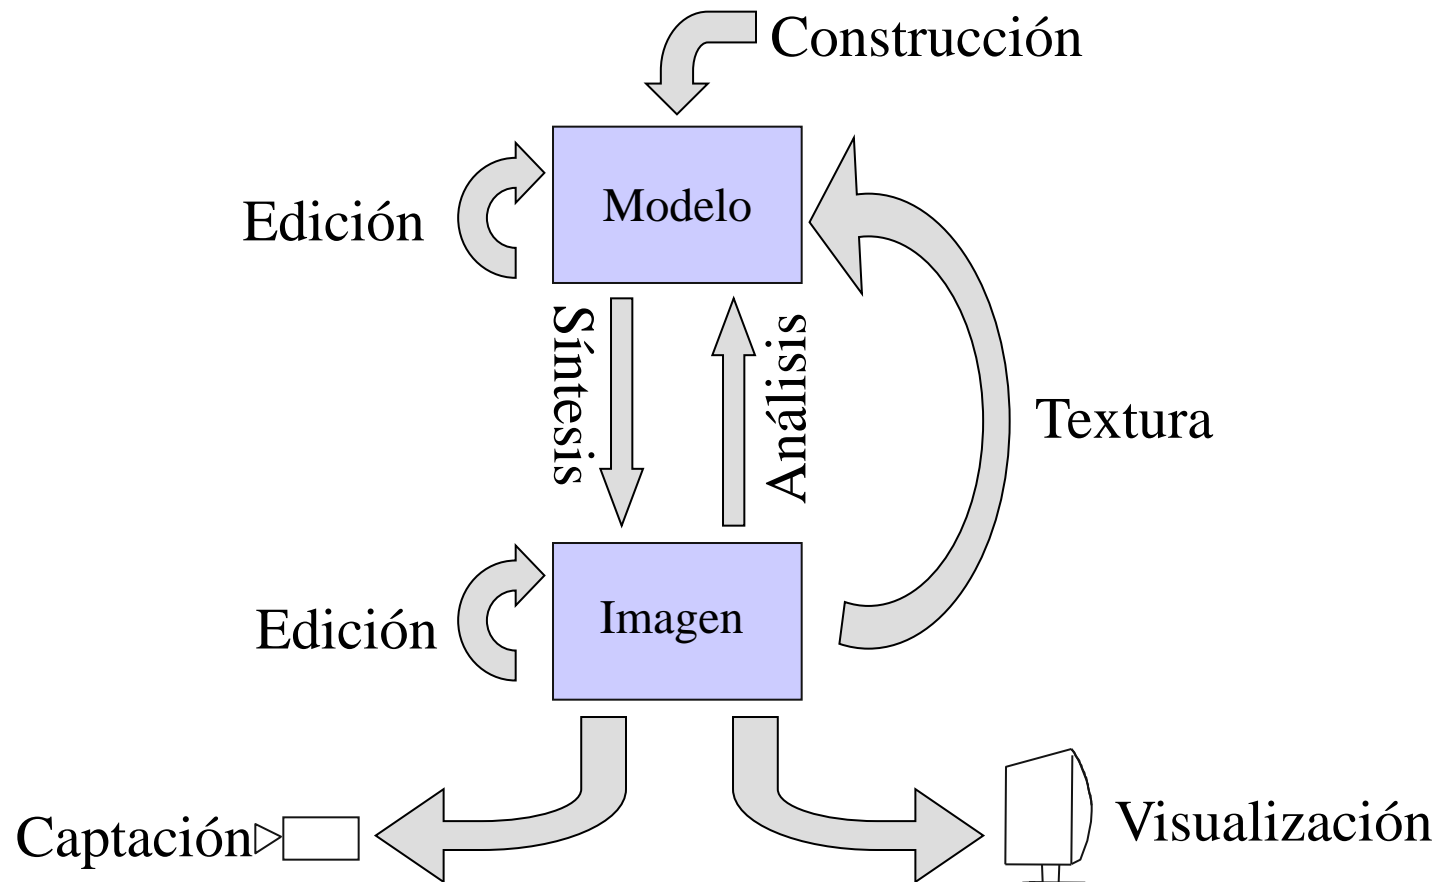 Construcción
Modelo
Edición
Síntesis
Análisis
Textura
Imagen
Edición
Captación
Visualización